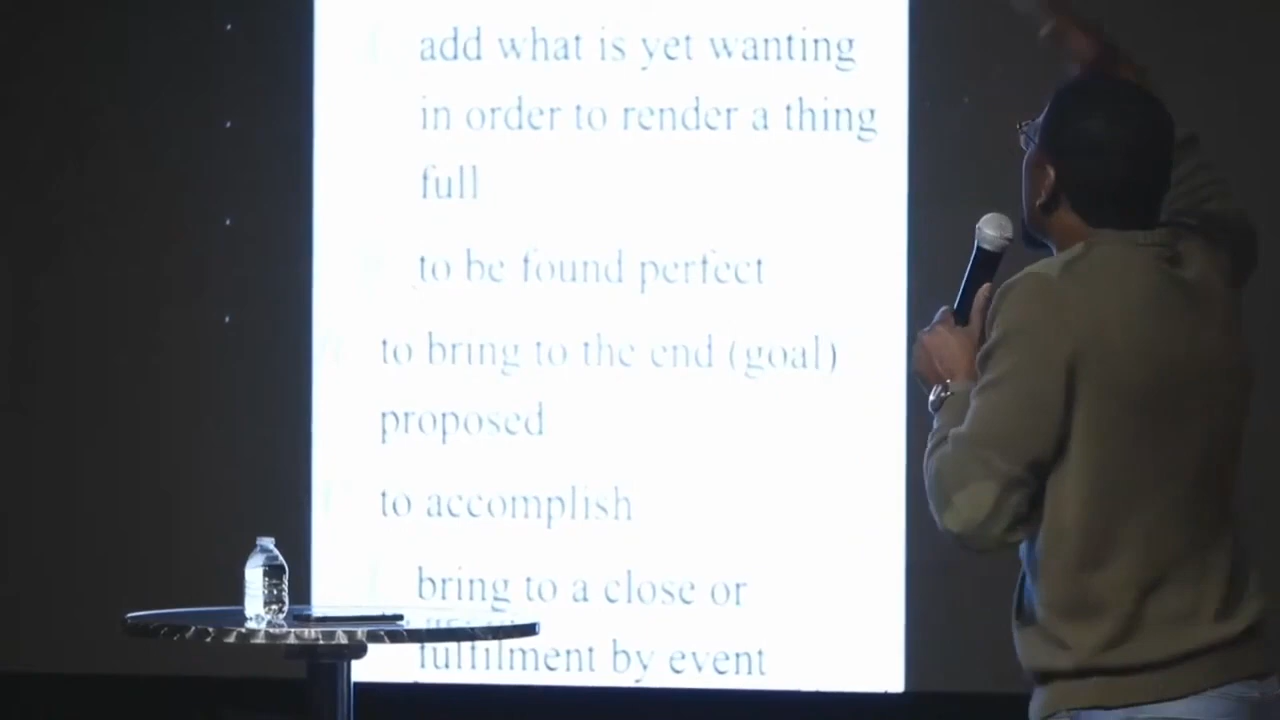 add what is yet wanting
in order to render a thing
full
to be found perfect
to bring to the end (goal)
proposed
to accomplish
bring to a close or
fulfilment by event